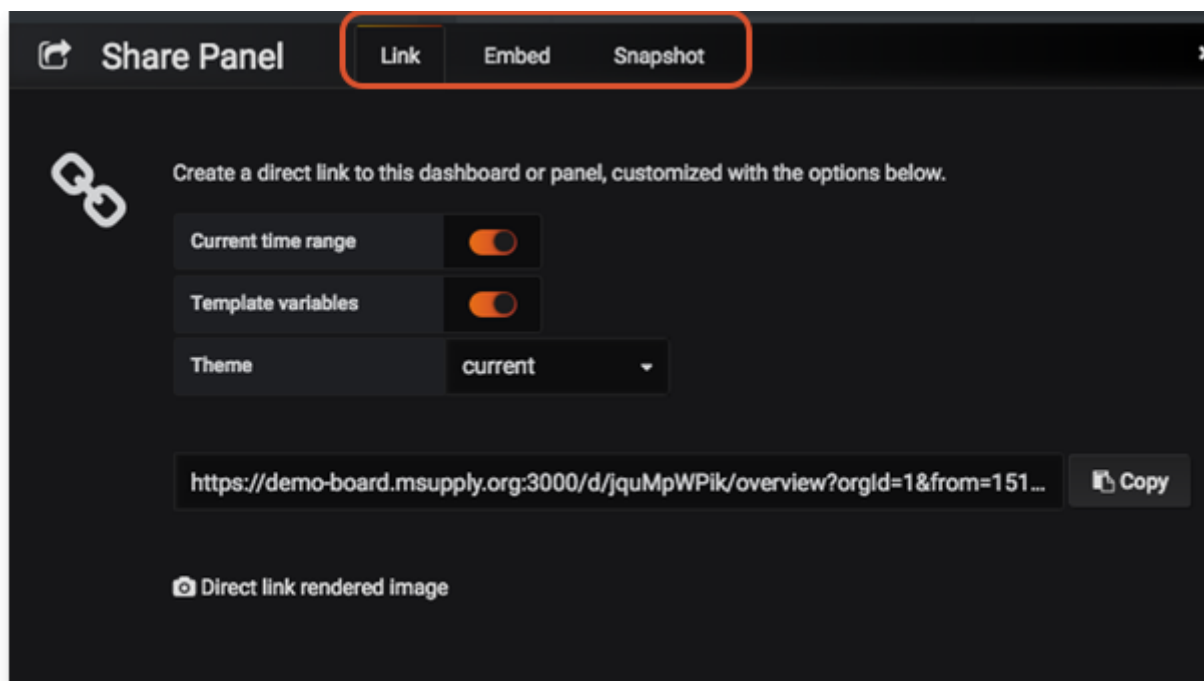 Share Panel Link Embed Snapshot
Create a direct link to this dashboard or panel, customized with the options below.
Current time range
Template variables
Theme current
https://demo-board.msupply.org:3000/d/jquMpWPik/overview?orgId=1&from=151... Copy
Direct link rendered image